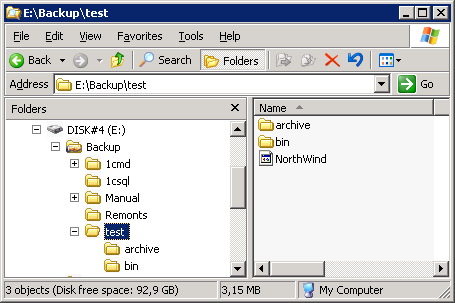 E:\Backup\test
File Edit View Favorites Tools Help
Back Search Folders
Address E:\Backup\test Go
Folders
DISK#4 (E:)
Backup
1cmd
1csql
Manual
Remonts
test
archive
bin
Name
archive
bin
NorthWind
3 objects (Disk free space: 92,9 GB) 3,15 MB My Computer